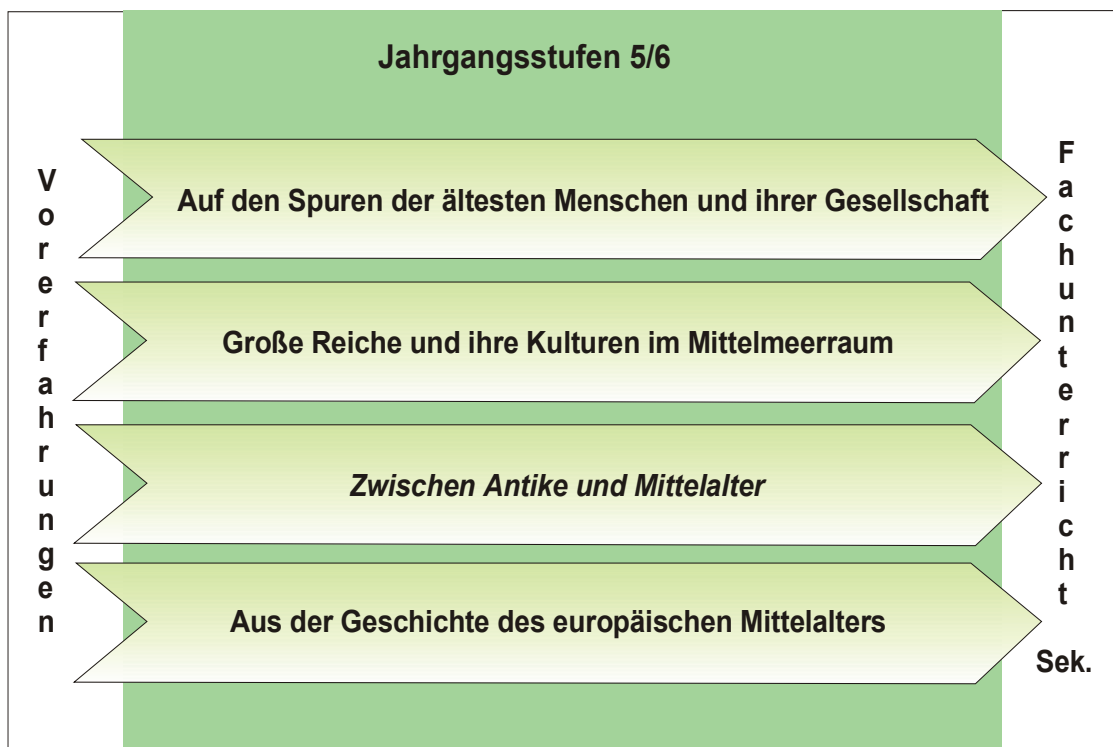 Jahrgangsstufen 5/6
Vorerfahrungen
Auf den Spuren der ältesten Menschen und ihrer Gesellschaft
Große Reiche und ihre Kulturen im Mittelmeerraum
Zwischen Antike und Mittelalter
Aus der Geschichte des europäischen Mittelalters
Fachunterricht
Sek.